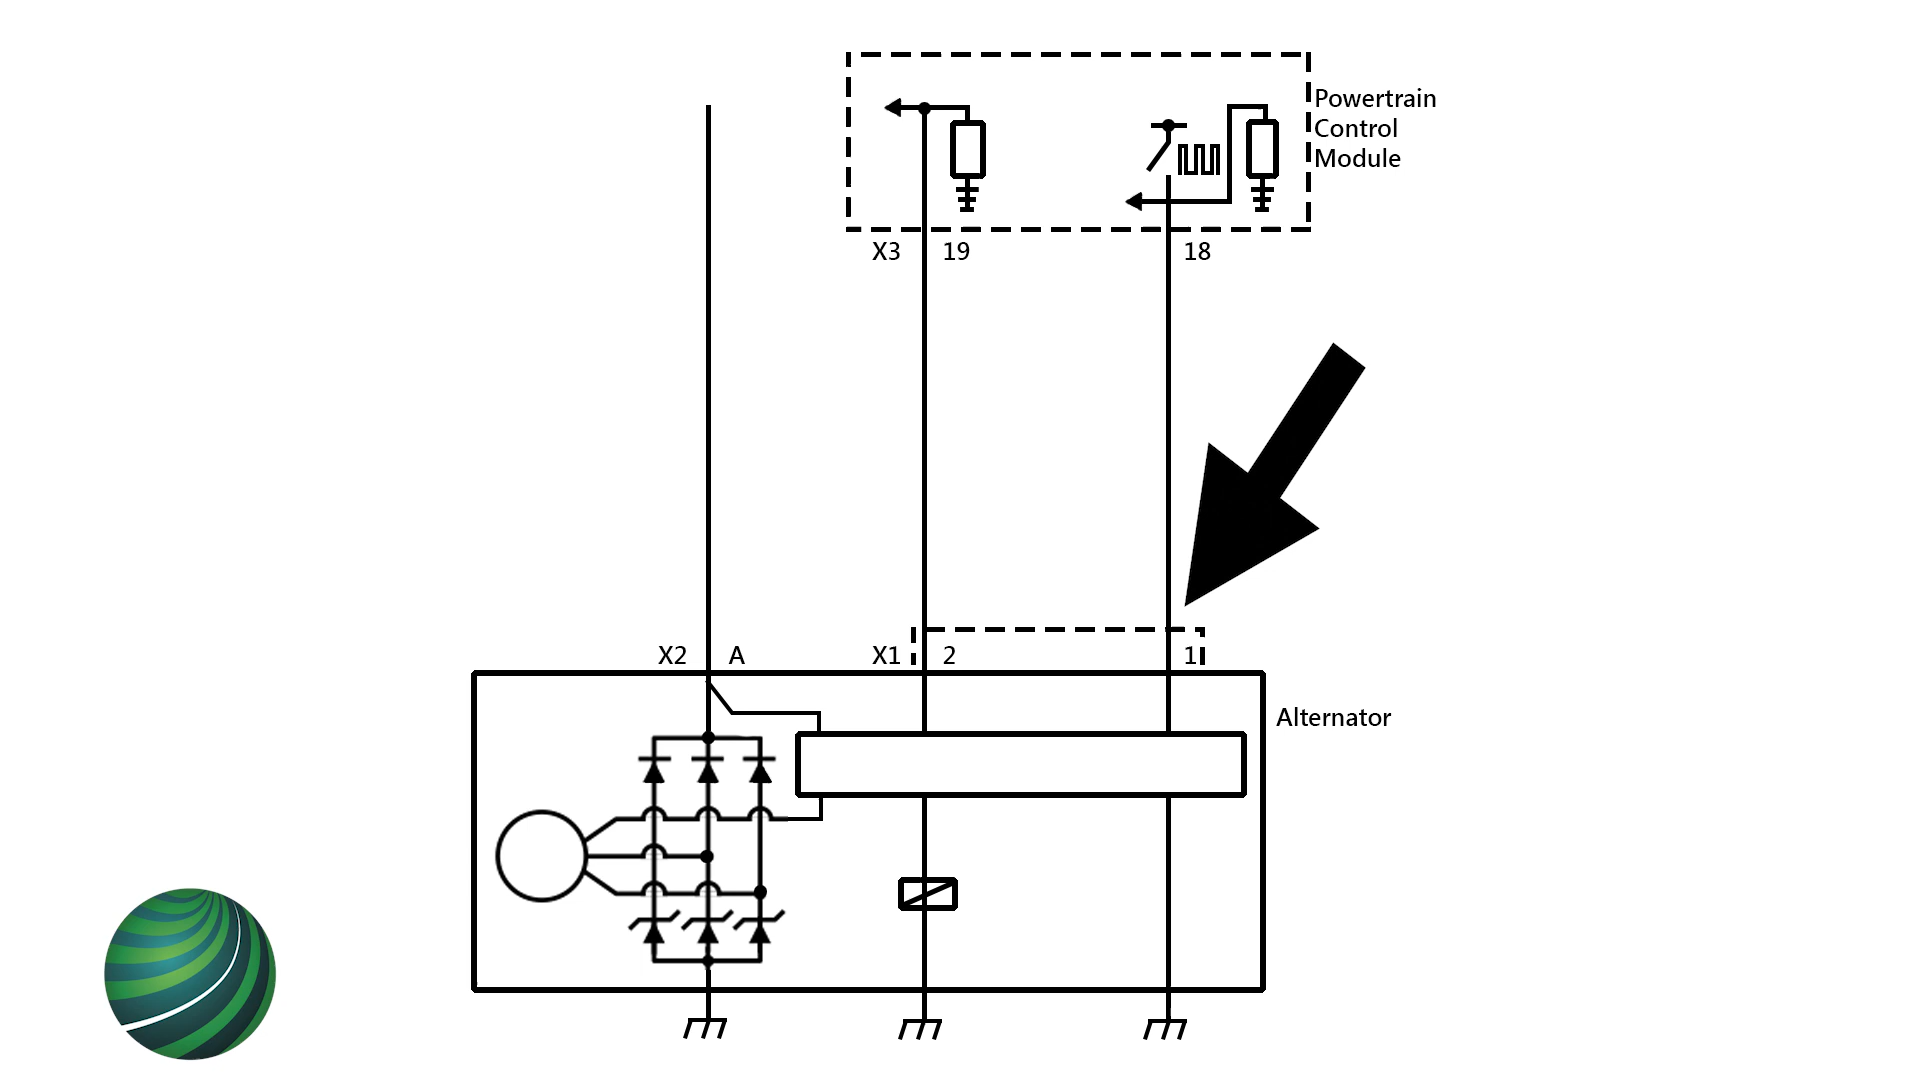 Powertrain
Control
Module
X3 19 18
X2 A X1 2 1
Alternator